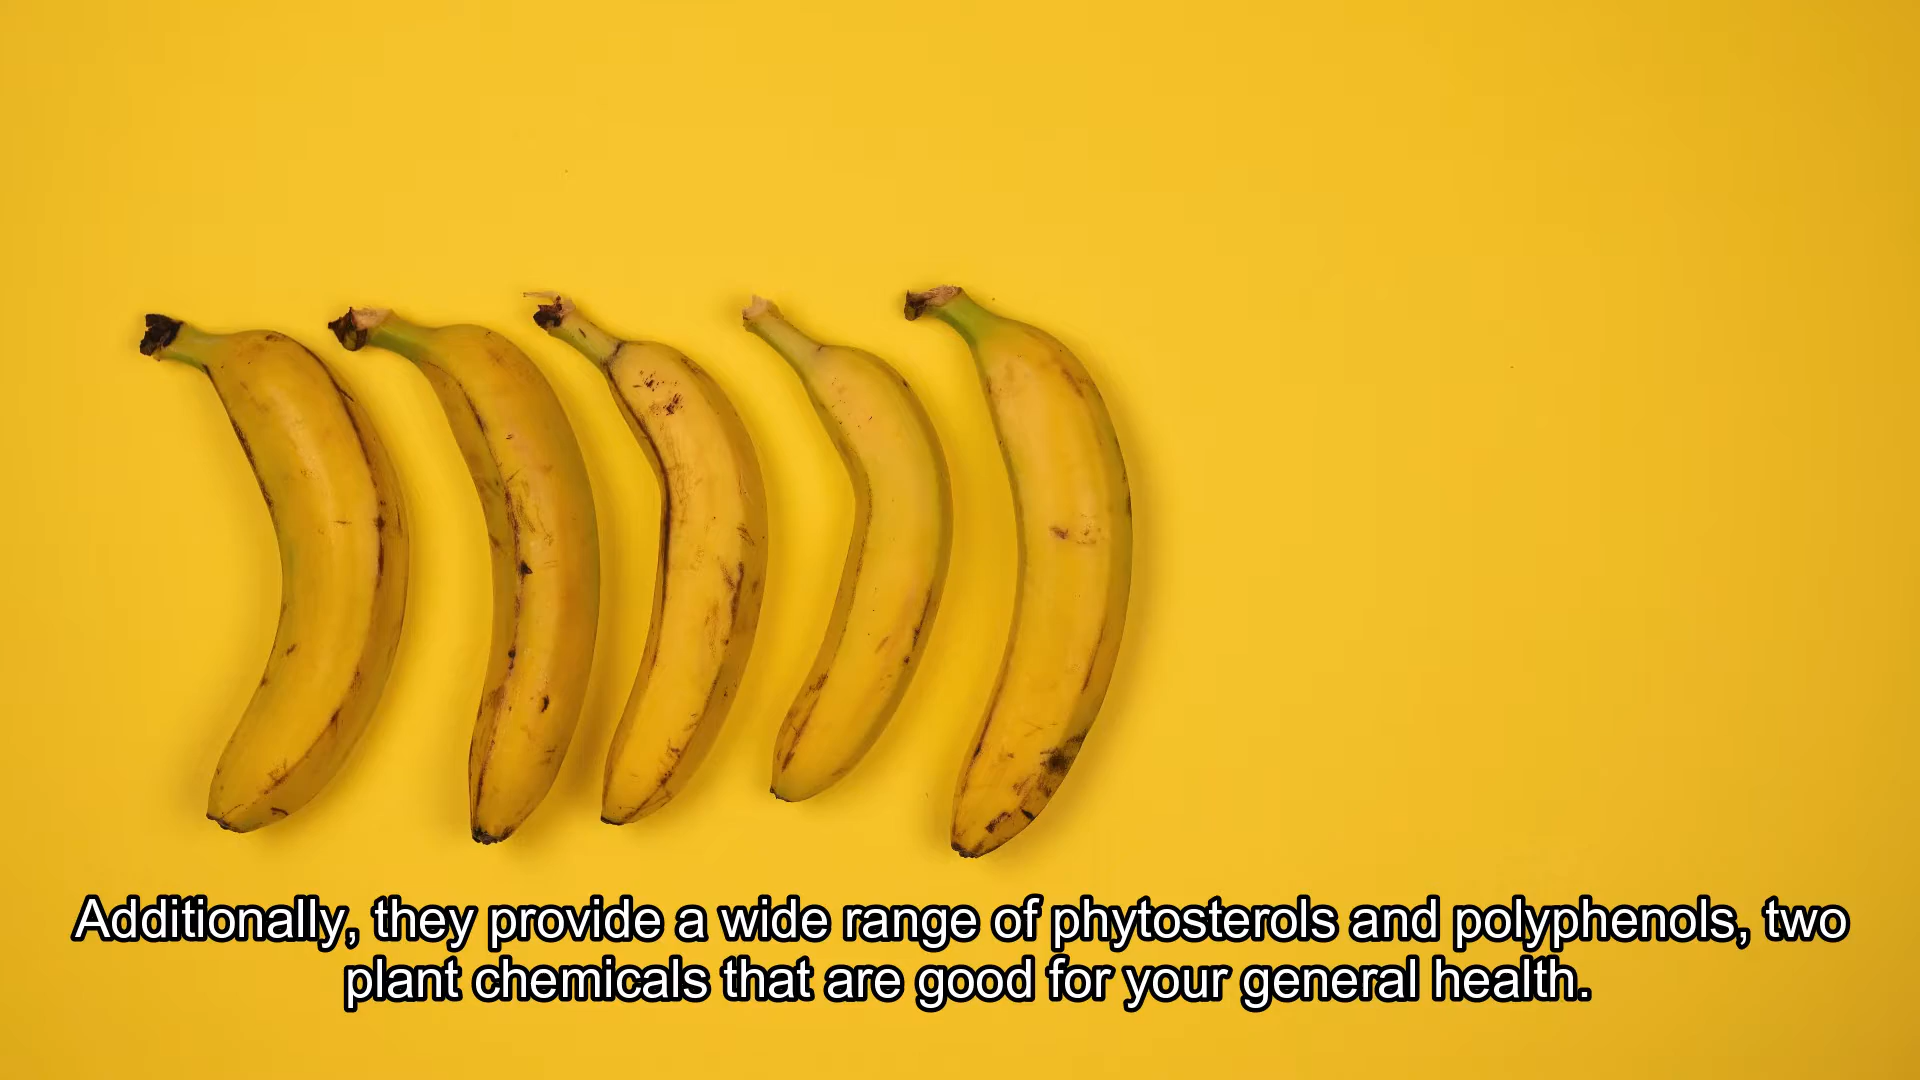 Additionally, they provide a wide range of phytosterols and polyphenols, two
plant chemicals that are good for your general health.